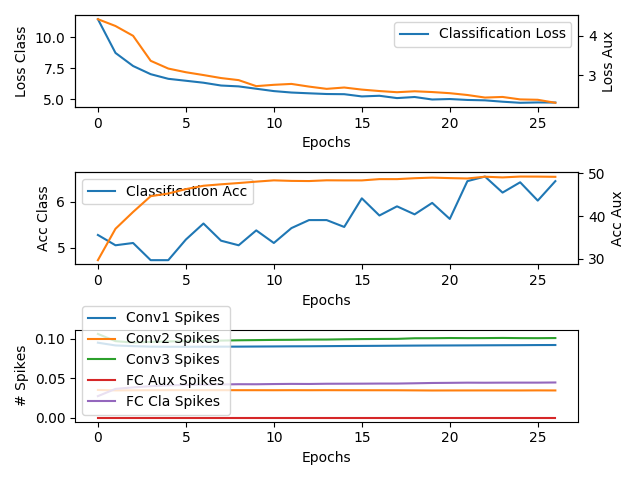 Classification Loss
Loss Class
10.0
7.5
5.0
4
3
Loss Aux
0 5 10 15 20 25
Epochs
Classification Acc
Acc Class
6
5
50
40
30
Acc Aux
0 5 10 15 20 25
Epochs
Conv1 Spikes
Conv2 Spikes
Conv3 Spikes
FC Aux Spikes
FC Cla Spikes
# Spikes
0.10
0.05
0.00
0 5 10 15 20 25
Epochs